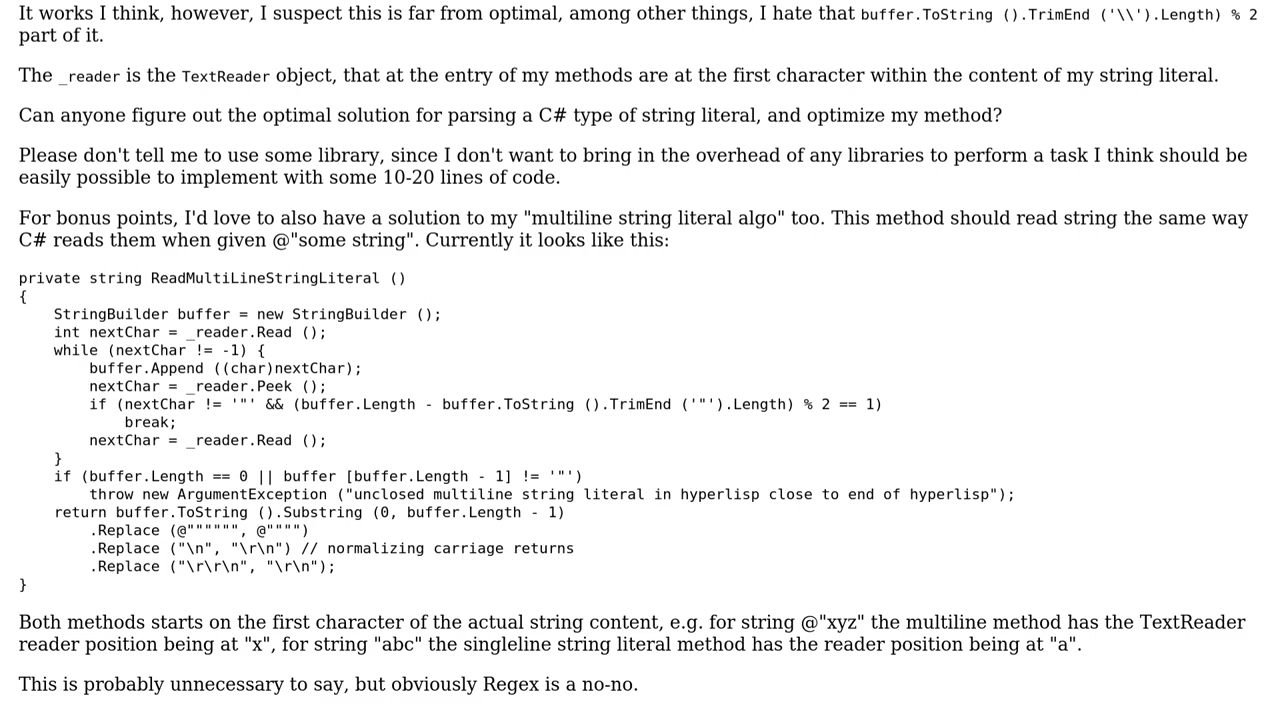 It works I think, however, I suspect this is far from optimal, among other things, I hate that buffer.ToString ().TrimEnd ('\\').Length) % 2
part of it.
The _reader is the TextReader object, that at the entry of my methods are at the first character within the content of my string literal.
Can anyone figure out the optimal solution for parsing a C# type of string literal, and optimize my method?
Please don't tell me to use some library, since I don't want to bring in the overhead of any libraries to perform a task I think should be
easily possible to implement with some 10-20 lines of code.
For bonus points, I'd love to also have a solution to my "multiline string literal algo" too. This method should read string the same way
C# reads them when given @"some string". Currently it looks like this:
private string ReadMultiLineStringLiteral ()
{
    StringBuilder buffer = new StringBuilder ();
    int nextChar = _reader.Read ();
    while (nextChar != -1) {
        buffer.Append ((char)nextChar);
        nextChar = _reader.Peek ();
        if (nextChar != '"' && (buffer.Length - buffer.ToString ().TrimEnd ('"').Length) % 2 == 1)
            break;
        nextChar = _reader.Read ();
    }
    if (buffer.Length == 0 || buffer [buffer.Length - 1] != '"')
        throw new ArgumentException ("unclosed multiline string literal in hyperlisp close to end of hyperlisp");
    return buffer.ToString ().Substring (0, buffer.Length - 1)
        .Replace (@"""""", @"""")
        .Replace ("\n", "\r\n") // normalizing carriage returns
        .Replace ("\r\r\n", "\r\n");
}
Both methods starts on the first character of the actual string content, e.g. for string @"xyz" the multiline method has the TextReader
reader position being at "x", for string "abc" the singleline string literal method has the reader position being at "a".
This is probably unnecessary to say, but obviously Regex is a no-no.